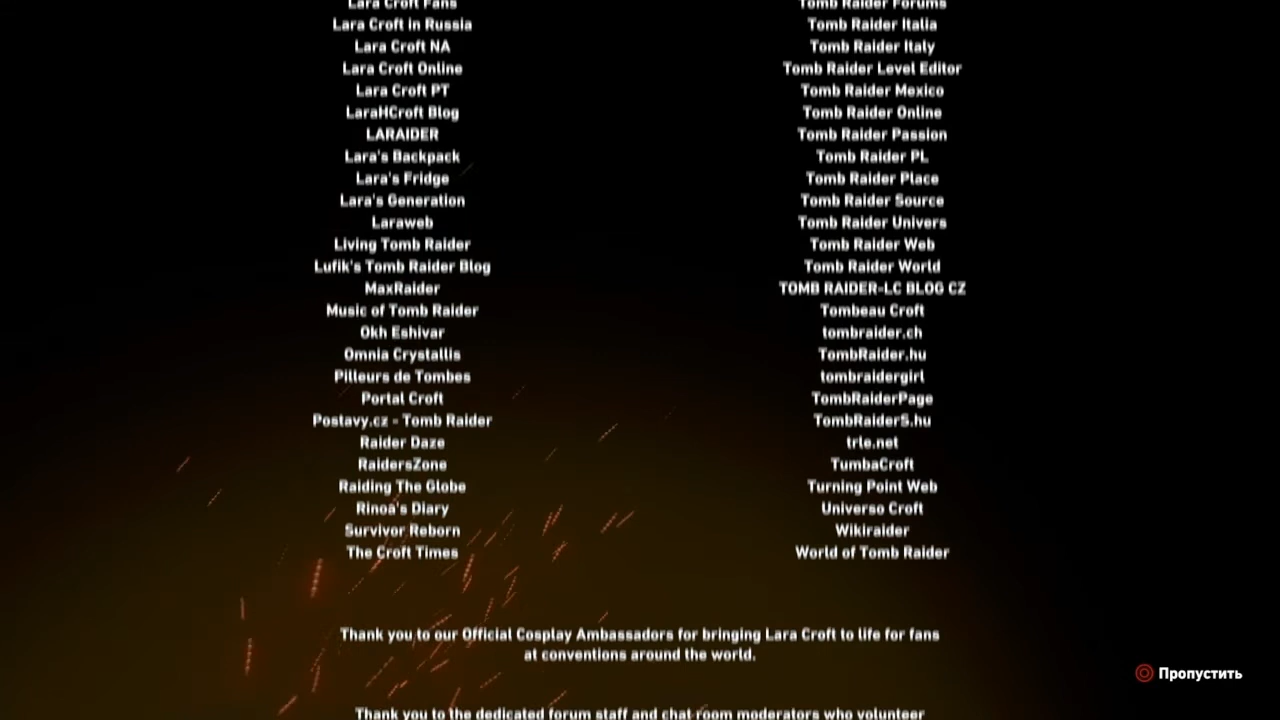 Lara Croft Fans
Lara Croft in Russia
Lara Croft NA
Lara Croft Online
Lara Croft PT
LaraHCroft Blog
LARAIDER
Lara's Backpack
Lara's Fridge
Lara's Generation
Laraweb
Living Tomb Raider
Lufik's Tomb Raider Blog
MaxRaider
Music of Tomb Raider
Okh Eshivar
Omnia Crystallis
Pilleurs de Tombes
Portal Croft
Postavy.cz - Tomb Raider
Raider Daze
RaidersZone
Raiding The Globe
Rinoa's Diary
Survivor Reborn
The Croft Times
Tomb Raider Forums
Tomb Raider Italia
Tomb Raider Italy
Tomb Raider Level Editor
Tomb Raider Mexico
Tomb Raider Online
Tomb Raider Passion
Tomb Raider PL
Tomb Raider Place
Tomb Raider Source
Tomb Raider Univers
Tomb Raider Web
Tomb Raider World
TOMB RAIDER-LC BLOG CZ
Tombeau Croft
tombraider.ch
TombRaider.hu
tombraidergirl
TombRaiderPage
TombRaiderS.hu
trle.net
TumbaCroft
Turning Point Web
Universo Croft
Wikiraider
World of Tomb Raider
Thank you to our Official Cosplay Ambassadors for bringing Lara Croft to life for fans
at conventions around the world.
Thank you to the dedicated forum staff and chat room moderators who volunteer
Пропустить